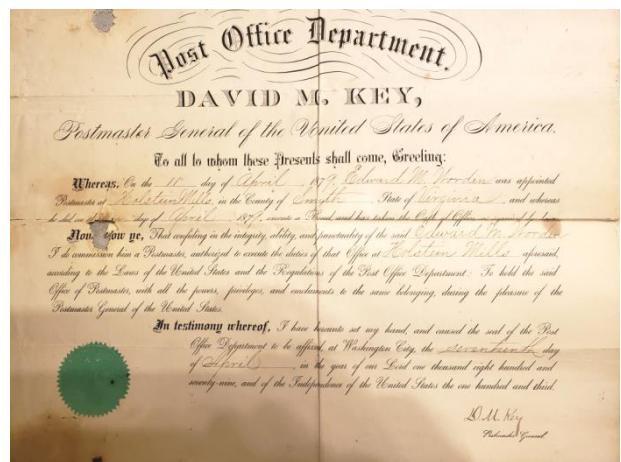 Post Office Department.
DAVID M. KEY,
Postmaster General of the United States of America.
To all to whom these Presents shall come, Greeting:
Whereas, On the day of April, 1879, Edward M. Worden was appointed
Postmaster at Holstein Mills, in the County of Smyth, State of Virginia, and whereas
he did on the day of April, 1879, execute a Bond, and has taken the Oath of Office as required by law:
Now know ye, That confiding in the integrity, ability, and punctuality of the said Edward M. Worden
I do commission him a Postmaster, authorized to execute the duties of that Office at Holstein Mills aforesaid,
according to the Laws of the United States and the Regulations of the Post Office Department: To hold the said
Office of Postmaster, with all the powers, privileges, and emoluments to the same belonging, during the pleasure of the
Postmaster General of the United States.
In testimony whereof, I have hereunto set my hand, and caused the seal of the Post
Office Department to be affixed, at Washington City, the seventeenth day
of April, in the year of our Lord one thousand eight hundred and
seventy-nine, and of the Independence of the United States the one hundred and third.
D. M. Key
Postmaster General